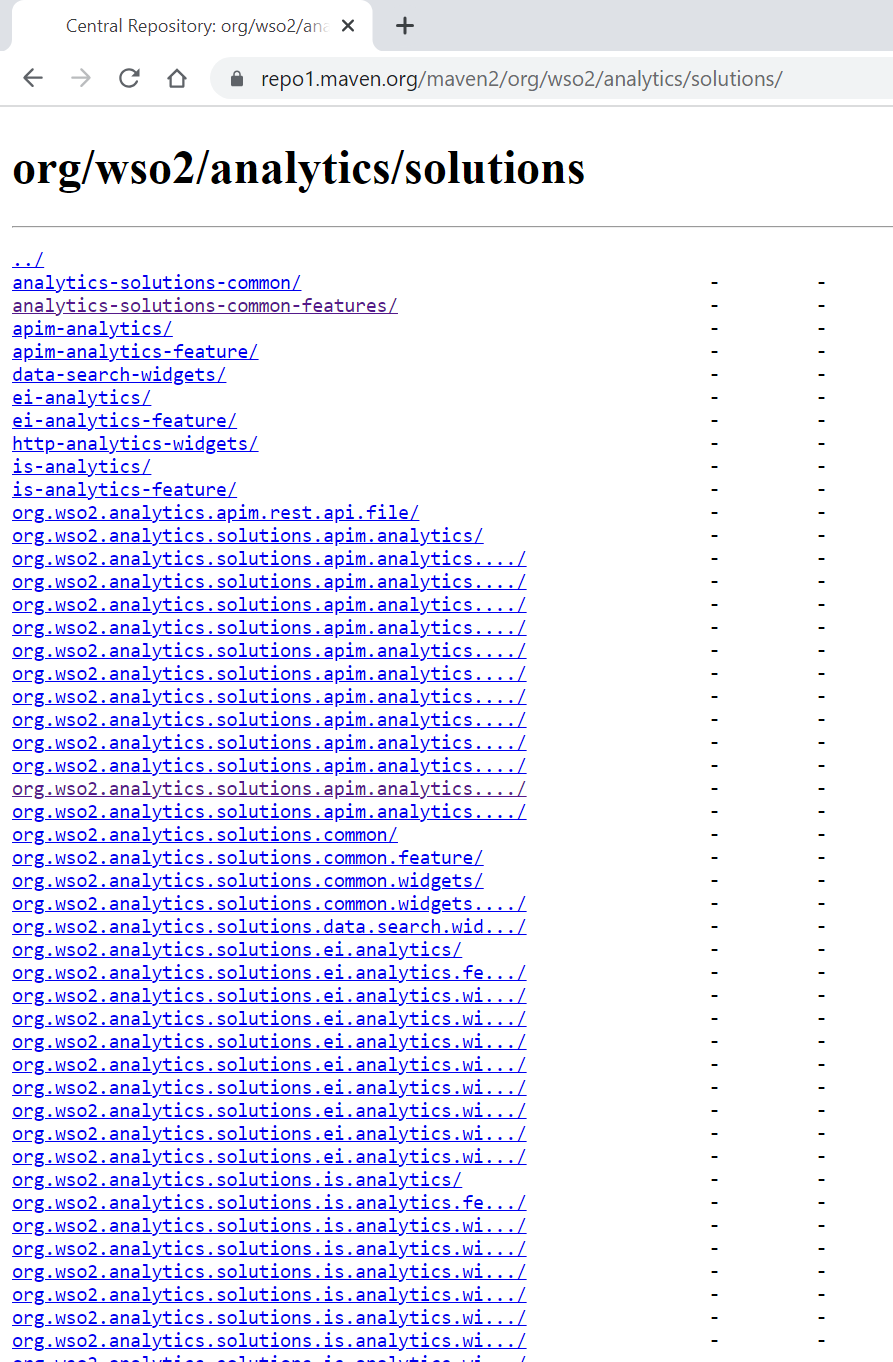 Central Repository: org/wso2/ana
repo1.maven.org/maven2/org/wso2/analytics/solutions/
org/wso2/analytics/solutions
../
analytics-solutions-common/ - -
analytics-solutions-common-features/ - -
apim-analytics/ - -
apim-analytics-feature/ - -
data-search-widgets/ - -
ei-analytics/ - -
ei-analytics-feature/ - -
http-analytics-widgets/ - -
is-analytics/ - -
is-analytics-feature/ - -
org.wso2.analytics.apim.rest.api.file/ - -
org.wso2.analytics.solutions.apim.analytics/ - -
org.wso2.analytics.solutions.apim.analytics..../ - -
org.wso2.analytics.solutions.apim.analytics..../ - -
org.wso2.analytics.solutions.apim.analytics..../ - -
org.wso2.analytics.solutions.apim.analytics..../ - -
org.wso2.analytics.solutions.apim.analytics..../ - -
org.wso2.analytics.solutions.apim.analytics..../ - -
org.wso2.analytics.solutions.apim.analytics..../ - -
org.wso2.analytics.solutions.apim.analytics..../ - -
org.wso2.analytics.solutions.apim.analytics..../ - -
org.wso2.analytics.solutions.apim.analytics..../ - -
org.wso2.analytics.solutions.apim.analytics..../ - -
org.wso2.analytics.solutions.apim.analytics..../ - -
org.wso2.analytics.solutions.common/ - -
org.wso2.analytics.solutions.common.feature/ - -
org.wso2.analytics.solutions.common.widgets/ - -
org.wso2.analytics.solutions.common.widgets..../ - -
org.wso2.analytics.solutions.data.search.wid.../ - -
org.wso2.analytics.solutions.ei.analytics/ - -
org.wso2.analytics.solutions.ei.analytics.fe.../ - -
org.wso2.analytics.solutions.ei.analytics.wi.../ - -
org.wso2.analytics.solutions.ei.analytics.wi.../ - -
org.wso2.analytics.solutions.ei.analytics.wi.../ - -
org.wso2.analytics.solutions.ei.analytics.wi.../ - -
org.wso2.analytics.solutions.ei.analytics.wi.../ - -
org.wso2.analytics.solutions.ei.analytics.wi.../ - -
org.wso2.analytics.solutions.ei.analytics.wi.../ - -
org.wso2.analytics.solutions.ei.analytics.wi.../ - -
org.wso2.analytics.solutions.is.analytics/ - -
org.wso2.analytics.solutions.is.analytics.fe.../ - -
org.wso2.analytics.solutions.is.analytics.wi.../ - -
org.wso2.analytics.solutions.is.analytics.wi.../ - -
org.wso2.analytics.solutions.is.analytics.wi.../ - -
org.wso2.analytics.solutions.is.analytics.wi.../ - -
org.wso2.analytics.solutions.is.analytics.wi.../ - -
org.wso2.analytics.solutions.is.analytics.wi.../ - -